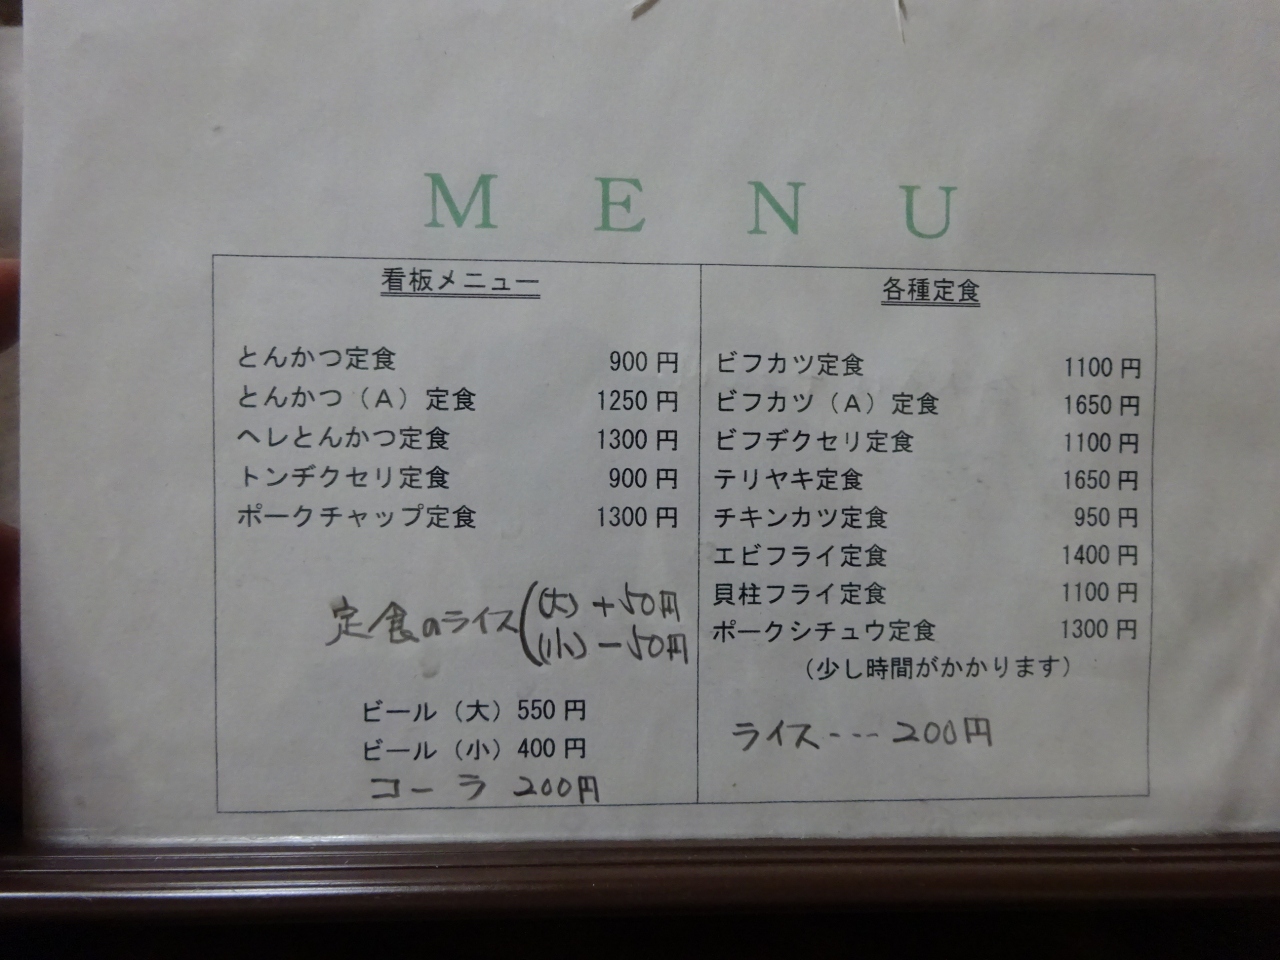 MENU
看板メニュー
とんかつ定食 900円
とんかつ（A）定食 1250円
ヘレとんかつ定食 1300円
トンヂクセリ定食 900円
ポークチャップ定食 1300円
定食のライス (大)+50円
(小)-50円
ビール（大）550円
ビール（小）400円
コーラ 200円
各種定食
ビフカツ定食 1100円
ビフカツ（A）定食 1650円
ビフヂクセリ定食 1100円
テリヤキ定食 1650円
チキンカツ定食 950円
エビフライ定食 1400円
貝柱フライ定食 1100円
ポークシチュウ定食 1300円
（少し時間がかかります）
ライス---- 200円